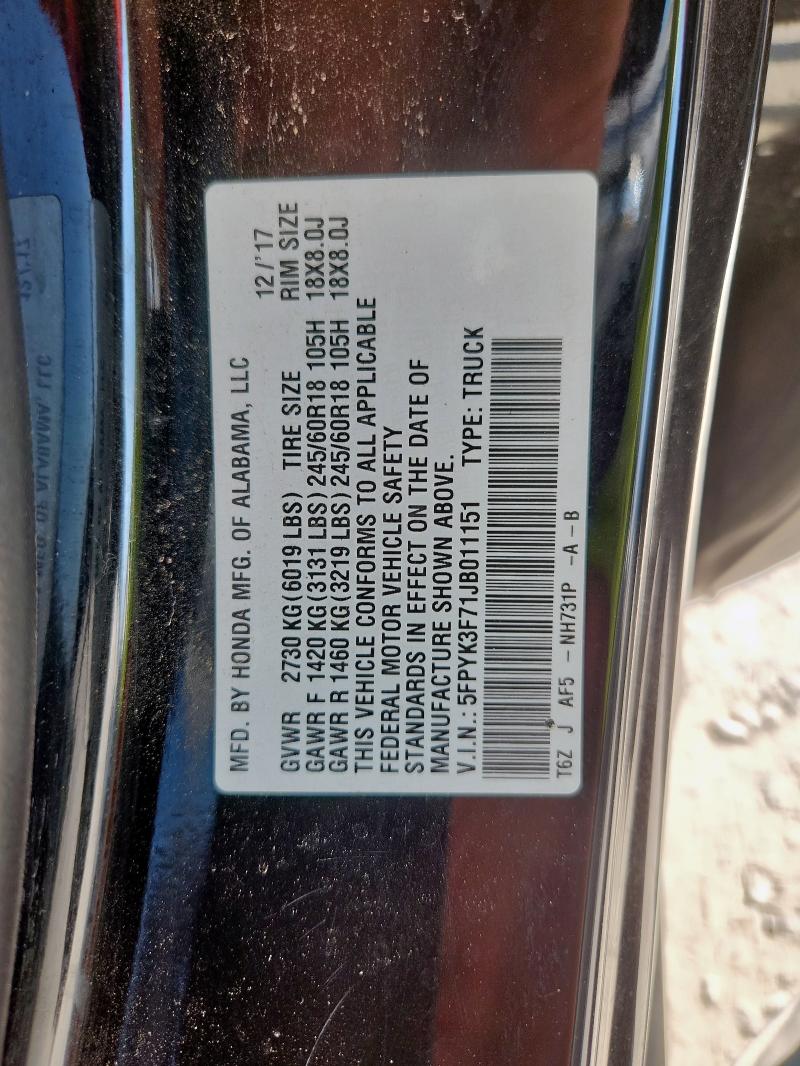 MFD. BY HONDA MFG. OF ALABAMA, LLC
12/'17
GVWR 2730 KG(6019 LBS) TIRE SIZE RIM SIZE
GAWR F 1420 KG(3131 LBS)245/60R18 105H 18X8.0J
GAWR R 1460 KG(3219 LBS)245/60R18 105H 18X8.0J
THIS VEHICLE CONFORMS TO ALL APPLICABLE
FEDERAL MOTOR VEHICLE SAFETY
STANDARDS IN EFFECT ON THE DATE OF
MANUFACTURE SHOWN ABOVE.
V.I.N.:5FPYK3F71JB011151 TYPE: TRUCK
T6Z J AF5 - NH731P -A-B